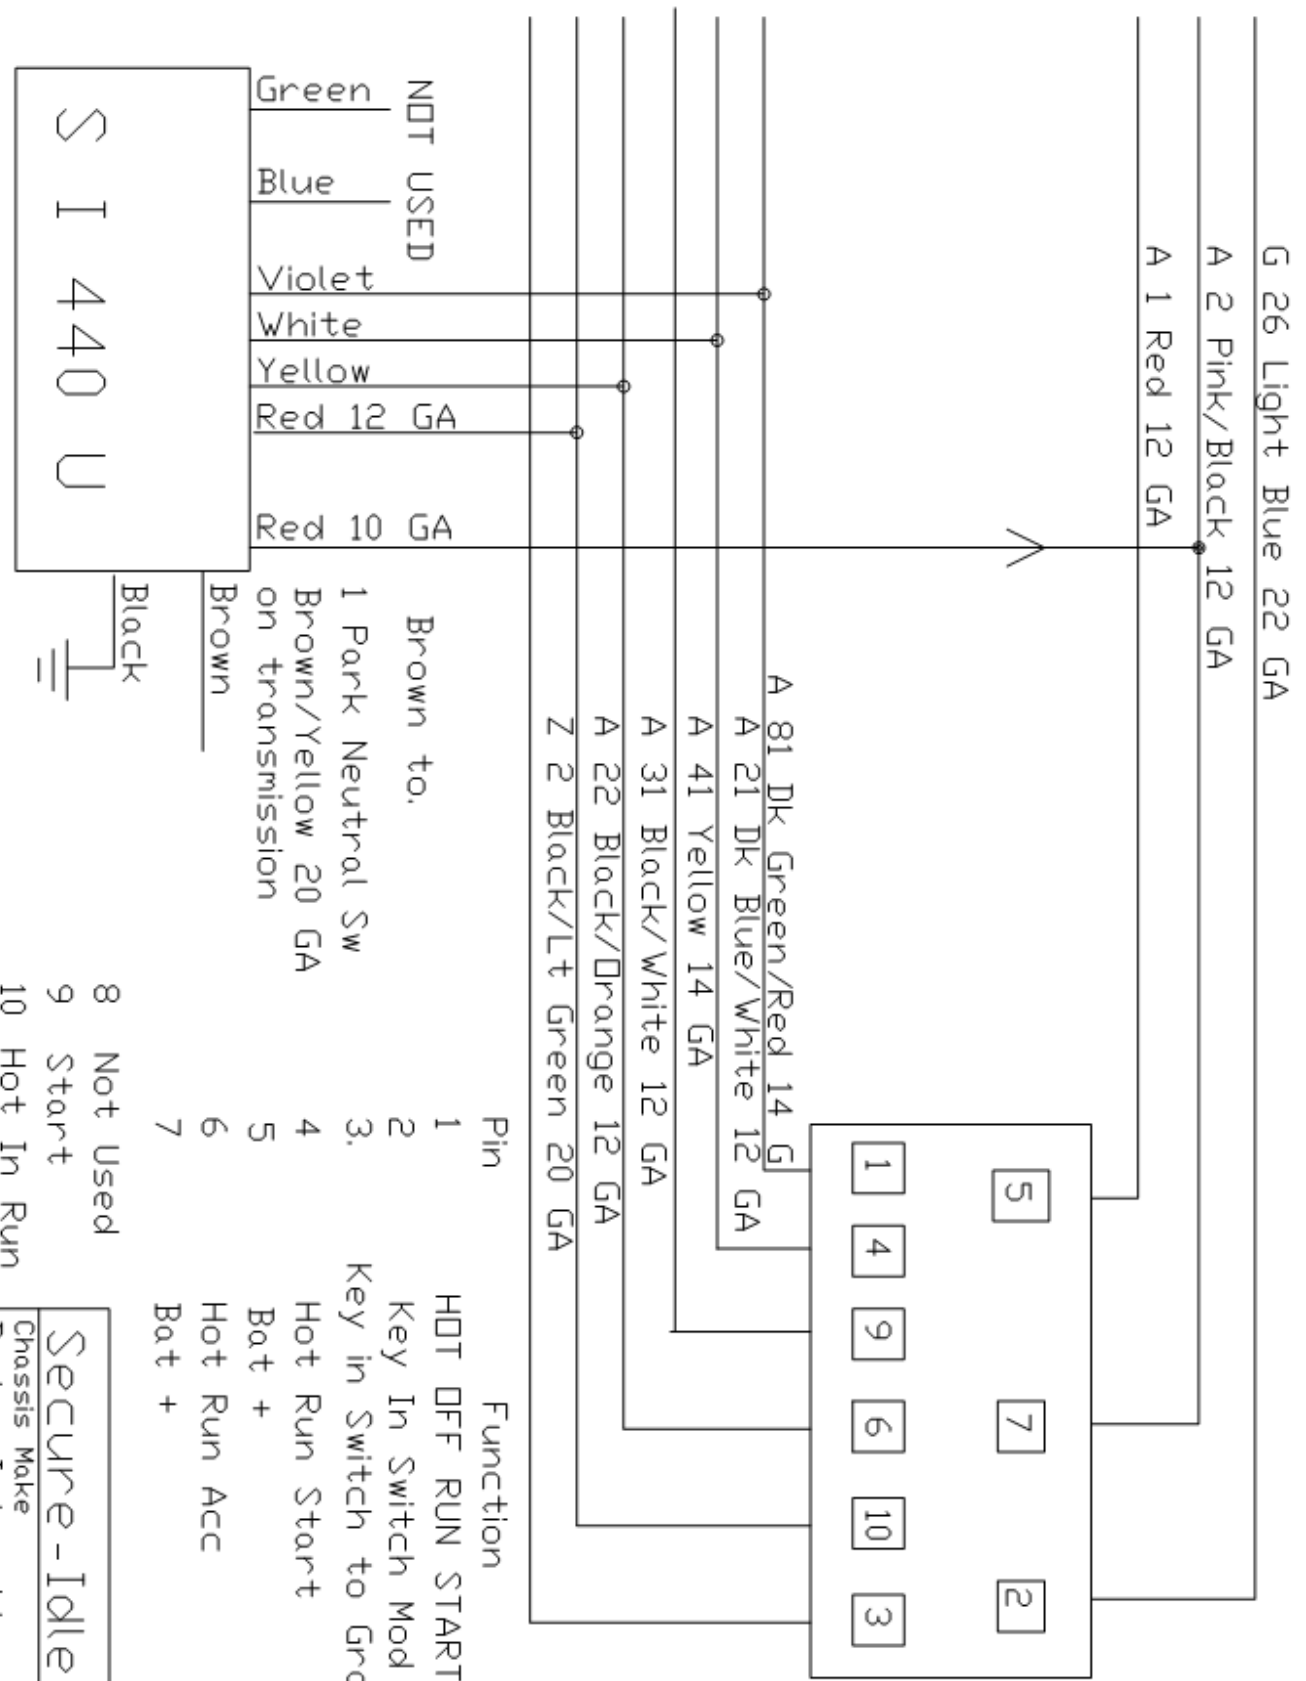 G 26 Light Blue 22 GA
A 2 Pink/Black 12 GA
A 1 Red 12 GA
A 81 Dk Green/Red 14 G
A 21 Dk Blue/White 12 GA
A 41 Yellow 14 GA
A 31 Black/White 12 GA
A 22 Black/Orange 12 GA
Z 2 Black/Lt Green 20 GA
5
7
2
1
4
9
6
10
3
NOT USED
Green
Blue
Violet
White
Yellow
Red 12 GA
Red 10 GA
S I 440 U
Brown
Black
Brown to.
1 Park Neutral Sw
Brown/Yellow 20 GA
on transmission
Pin Function
1 HOT OFF RUN START
2 Key In Switch Mod
3. Key in Switch to
4 Hot Run Start
5 Bat +
6 Hot Run Acc
7 Bat +
8 Not Used
9 Start
10 Hot In Run
Secure-Idle
Chassis Make